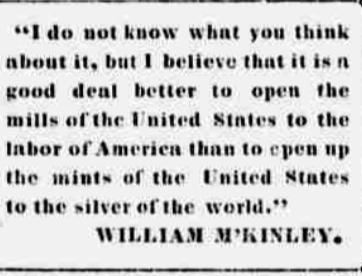 "I do not know what you think
about it, but I believe that it is a
good deal better to open the
mills of the United States to the
labor of America than to open up
the mints of the United States
to the silver of the world."
WILLIAM M'KINLEY.